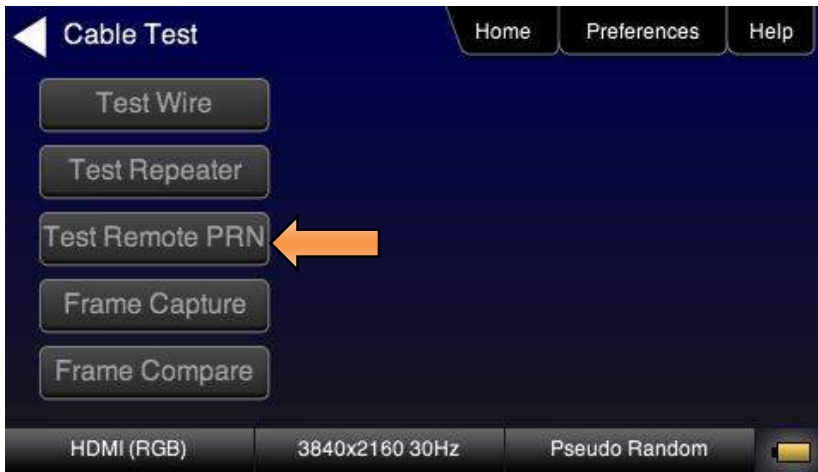 Cable Test
Home
Preferences
Help
Test Wire
Test Repeater
Test Remote PRN
Frame Capture
Frame Compare
HDMI (RGB)
3840x2160 30Hz
Pseudo Random